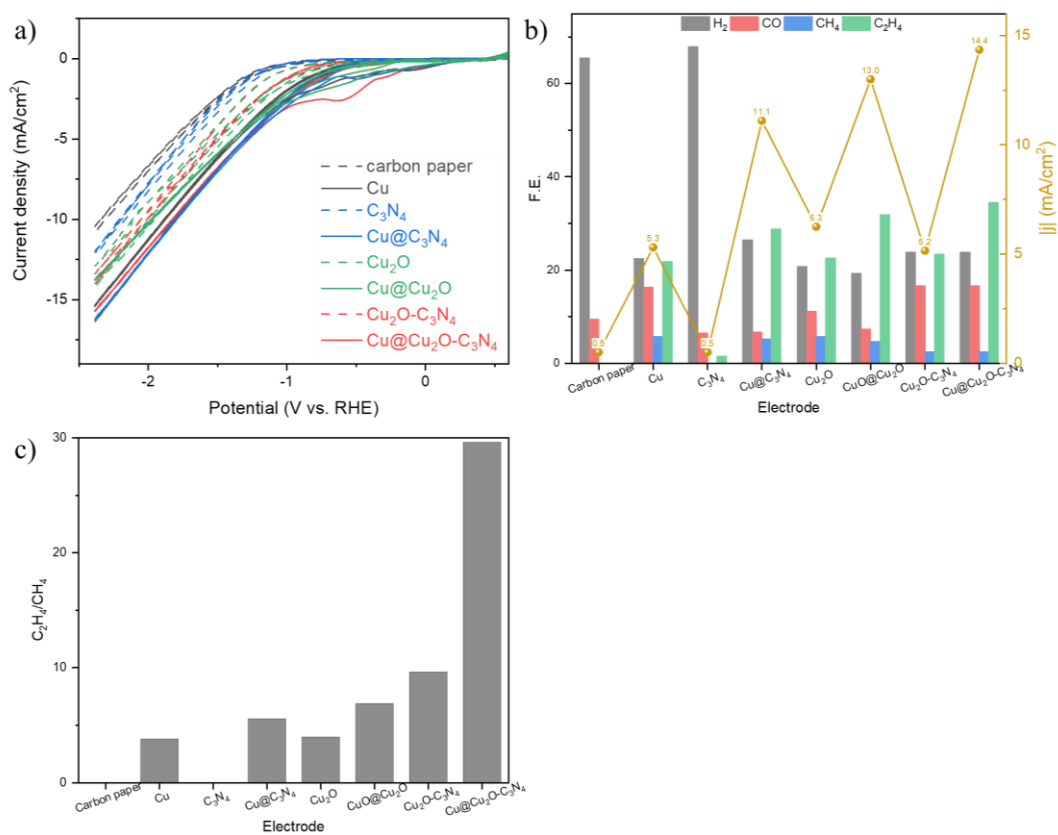 a)
Current density (mA/cm²)
0
-5
-10
-15
carbon paper
Cu
C₃N₄
Cu@C₃N₄
Cu₂O
Cu@Cu₂O
Cu₂O-C₃N₄
Cu@Cu₂O-C₃N₄
-2 -1 0
Potential (V vs. RHE)
b)
H₂ CO CH₄ C₂H₄
F.E.
60
40
20
0
0.5 5.3 0.5 11.1 6.3 13.0 5.2 14.4
15
10
5
0
|j| (mA/cm²)
Carbon paper Cu C₃N₄ Cu@C₃N₄ Cu₂O CuO@Cu₂O Cu₂O-C₃N₄ Cu@Cu₂O-C₃N₄
Electrode
c)
C₂H₄/CH₄
30
20
10
0
Carbon paper Cu C₃N₄ Cu@C₃N₄ Cu₂O CuO@Cu₂O Cu₂O-C₃N₄ Cu@Cu₂O-C₃N₄
Electrode